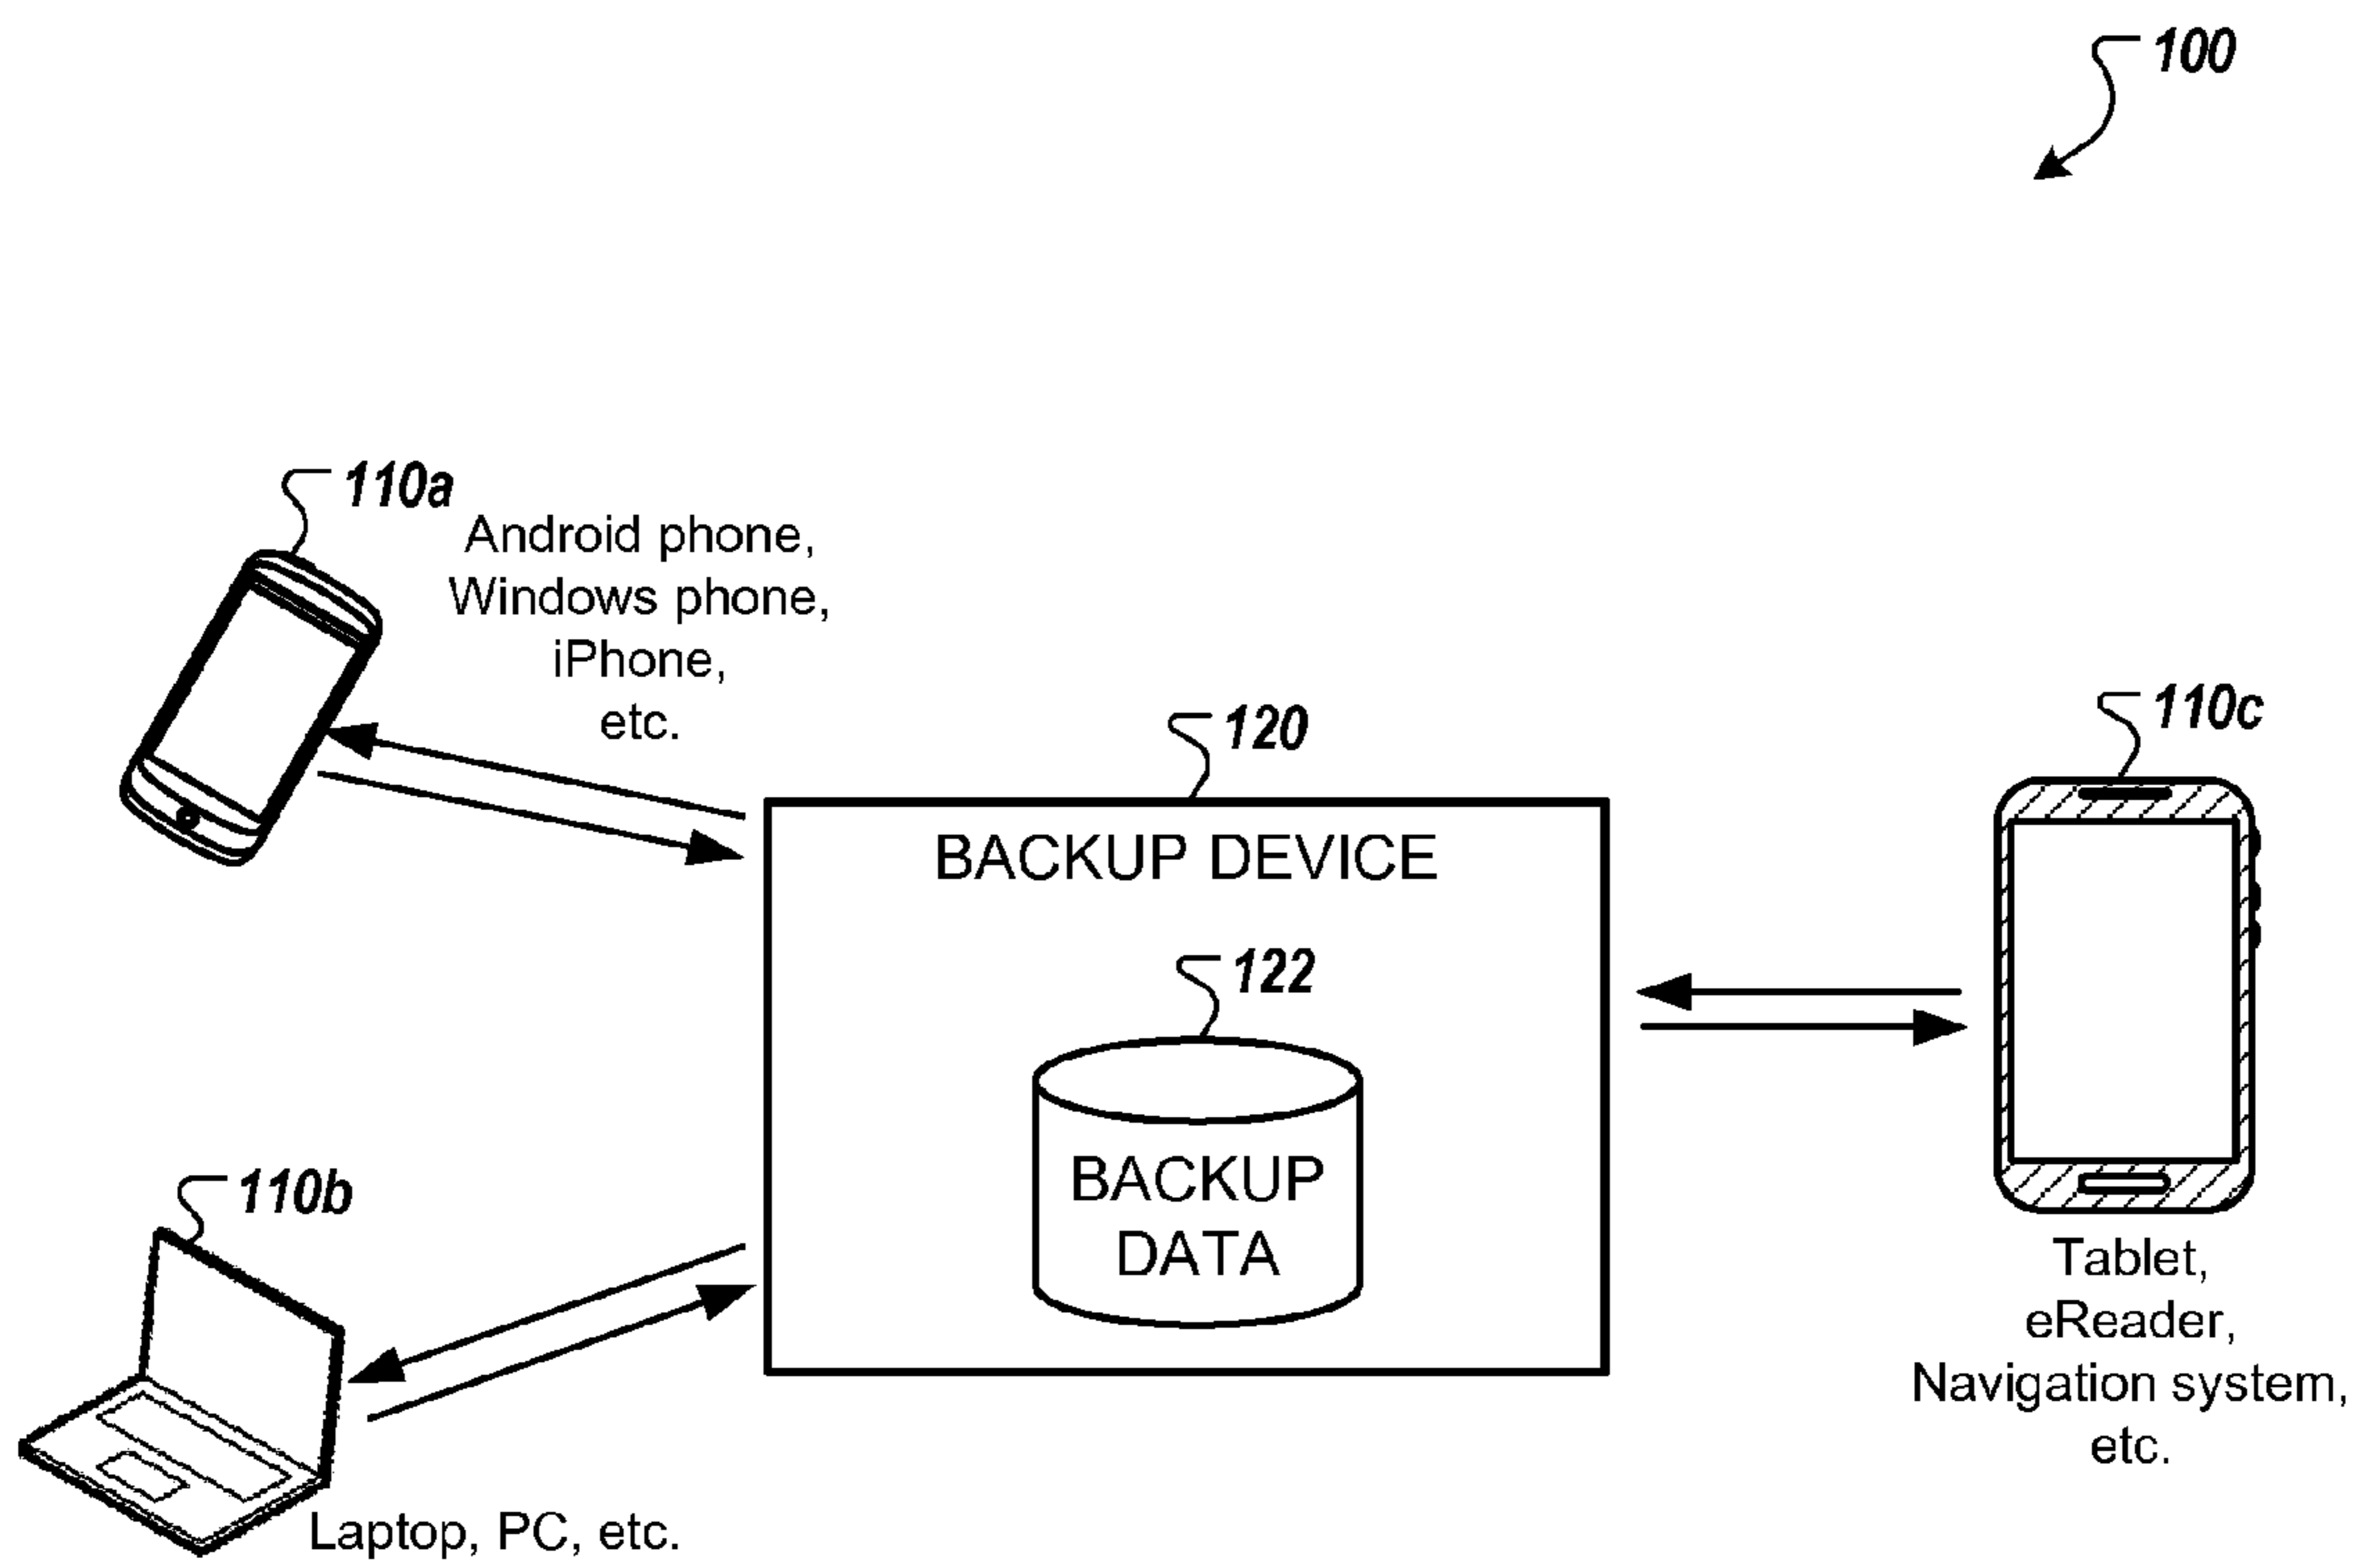 100
110a
Android phone,
Windows phone,
iPhone,
etc.
120
BACKUP DEVICE
122
BACKUP
DATA
110c
Tablet,
eReader,
Navigation system,
etc.
110b
Laptop, PC, etc.